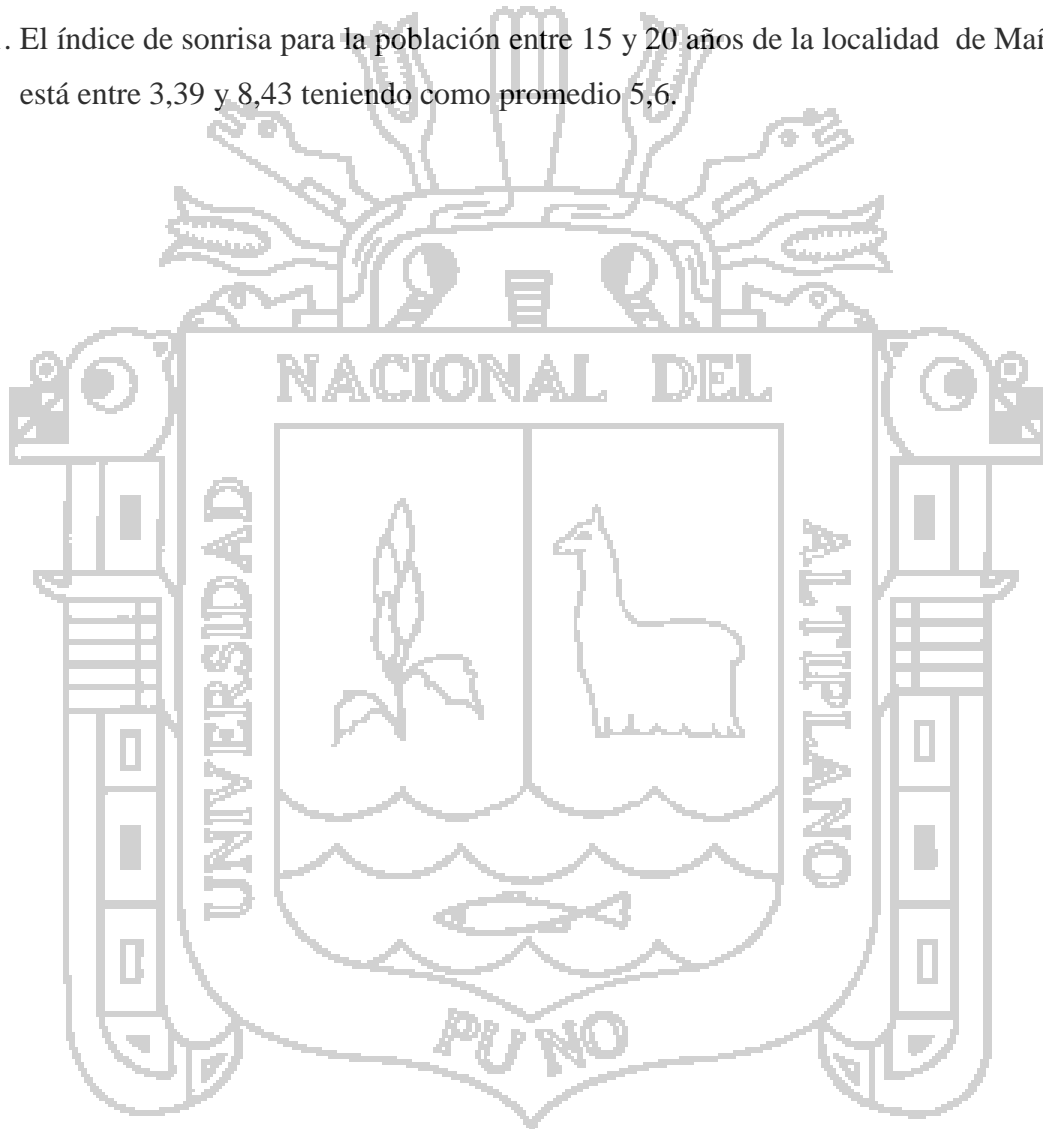 . El índice de sonrisa para la población entre 15 y 20 años de la localidad de
está entre 3,39 y 8,43 teniendo como promedio 5,6.
NACIONAL DEL
UNIVERSIDAD
ALTIPLANO
PUNO